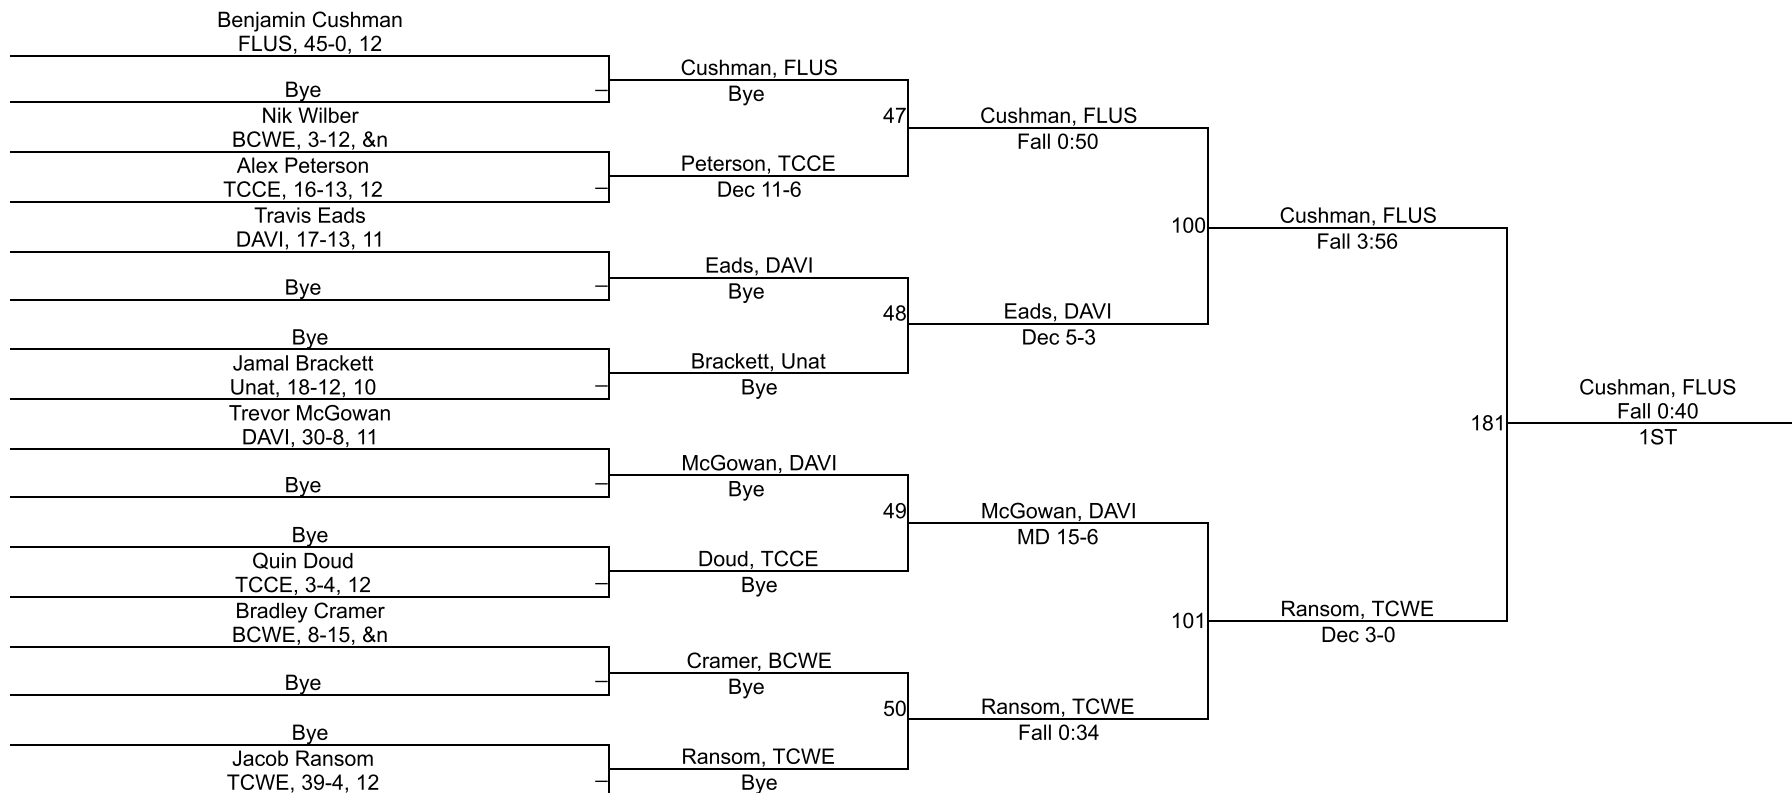 Benjamin Cushman
FLUS, 45-0, 12
Bye
Nik Wilber
BCWE, 3-12, &n
Alex Peterson
TCCE, 16-13, 12
Travis Eads
DAVI, 17-13, 11
Bye
Bye
Jamal Brackett
Unat, 18-12, 10
Trevor McGowan
DAVI, 30-8, 11
Bye
Bye
Quin Doud
TCCE, 3-4, 12
Bradley Cramer
BCWE, 8-15, &n
Bye
Bye
Jacob Ransom
TCWE, 39-4, 12
Cushman, FLUS
Bye
47
Peterson, TCCE
Dec 11-6
Eads, DAVI
Bye
48
Brackett, Unat
Bye
McGowan, DAVI
Bye
49
Doud, TCCE
Bye
Cramer, BCWE
Bye
50
Ransom, TCWE
Bye
Cushman, FLUS
Fall 0:50
100
Eads, DAVI
Dec 5-3
McGowan, DAVI
MD 15-6
101
Ransom, TCWE
Fall 0:34
Cushman, FLUS
Fall 3:56
181
Ransom, TCWE
Dec 3-0
Cushman, FLUS
Fall 0:40
1ST